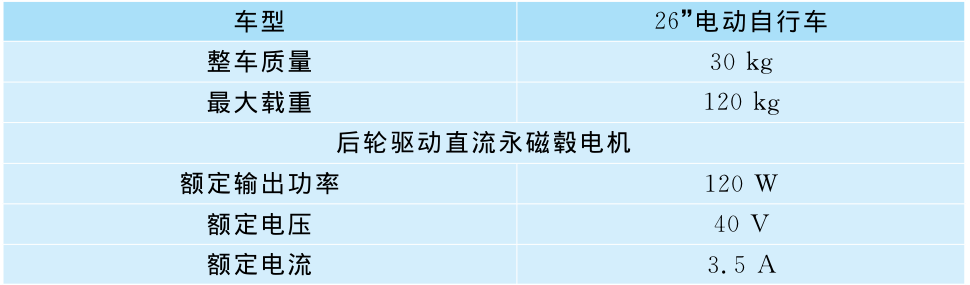 车型 26”电动自行车
整车质量 30 kg
最大载重 120 kg
后轮驱动直流永磁毂电机
额定输出功率 120 W
额定电压 40 V
额定电流 3.5 A